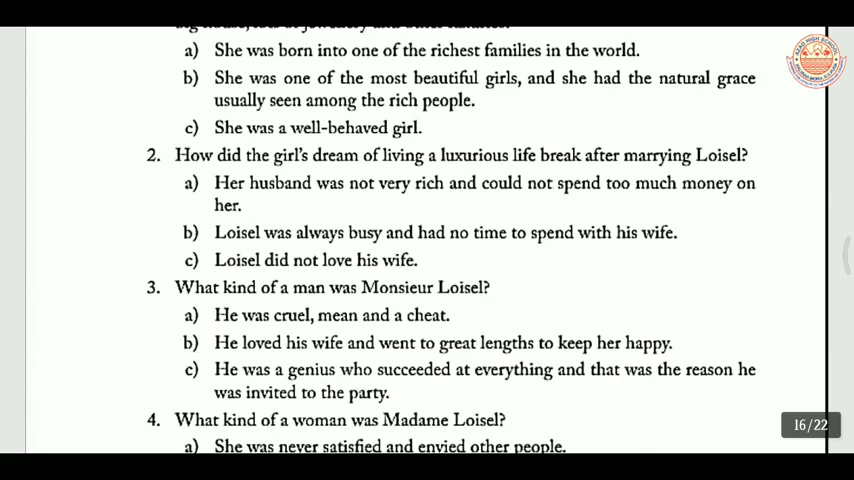 a) She was born into one of the richest families in the world.
b) She was one of the most beautiful girls, and she had the natural grace
usually seen among the rich people.
c) She was a well-behaved girl.
2. How did the girl's dream of living a luxurious life break after marrying Loisel?
a) Her husband was not very rich and could not spend too much money on
her.
b) Loisel was always busy and had no time to spend with his wife.
c) Loisel did not love his wife.
3. What kind of a man was Monsieur Loisel?
a) He was cruel, mean and a cheat.
b) He loved his wife and went to great lengths to keep her happy.
c) He was a genius who succeeded at everything and that was the reason he
was invited to the party.
4. What kind of a woman was Madame Loisel?
a) She was never satisfied and envied other people.
16/22
AZAD HIGH SCHOOL